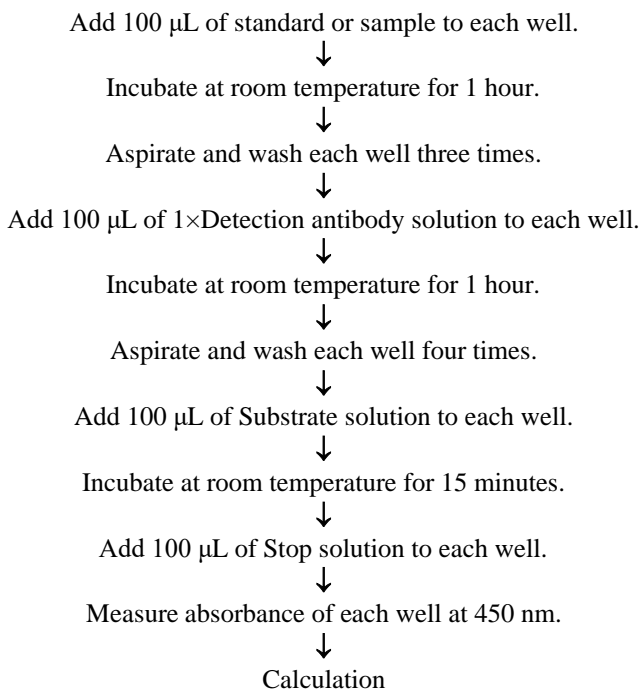 Add 100 μL of standard or sample to each well.
↓
Incubate at room temperature for 1 hour.
↓
Aspirate and wash each well three times.
↓
Add 100 μL of 1×Detection antibody solution to each well.
↓
Incubate at room temperature for 1 hour.
↓
Aspirate and wash each well four times.
↓
Add 100 μL of Substrate solution to each well.
↓
Incubate at room temperature for 15 minutes.
↓
Add 100 μL of Stop solution to each well.
↓
Measure absorbance of each well at 450 nm.
↓
Calculation